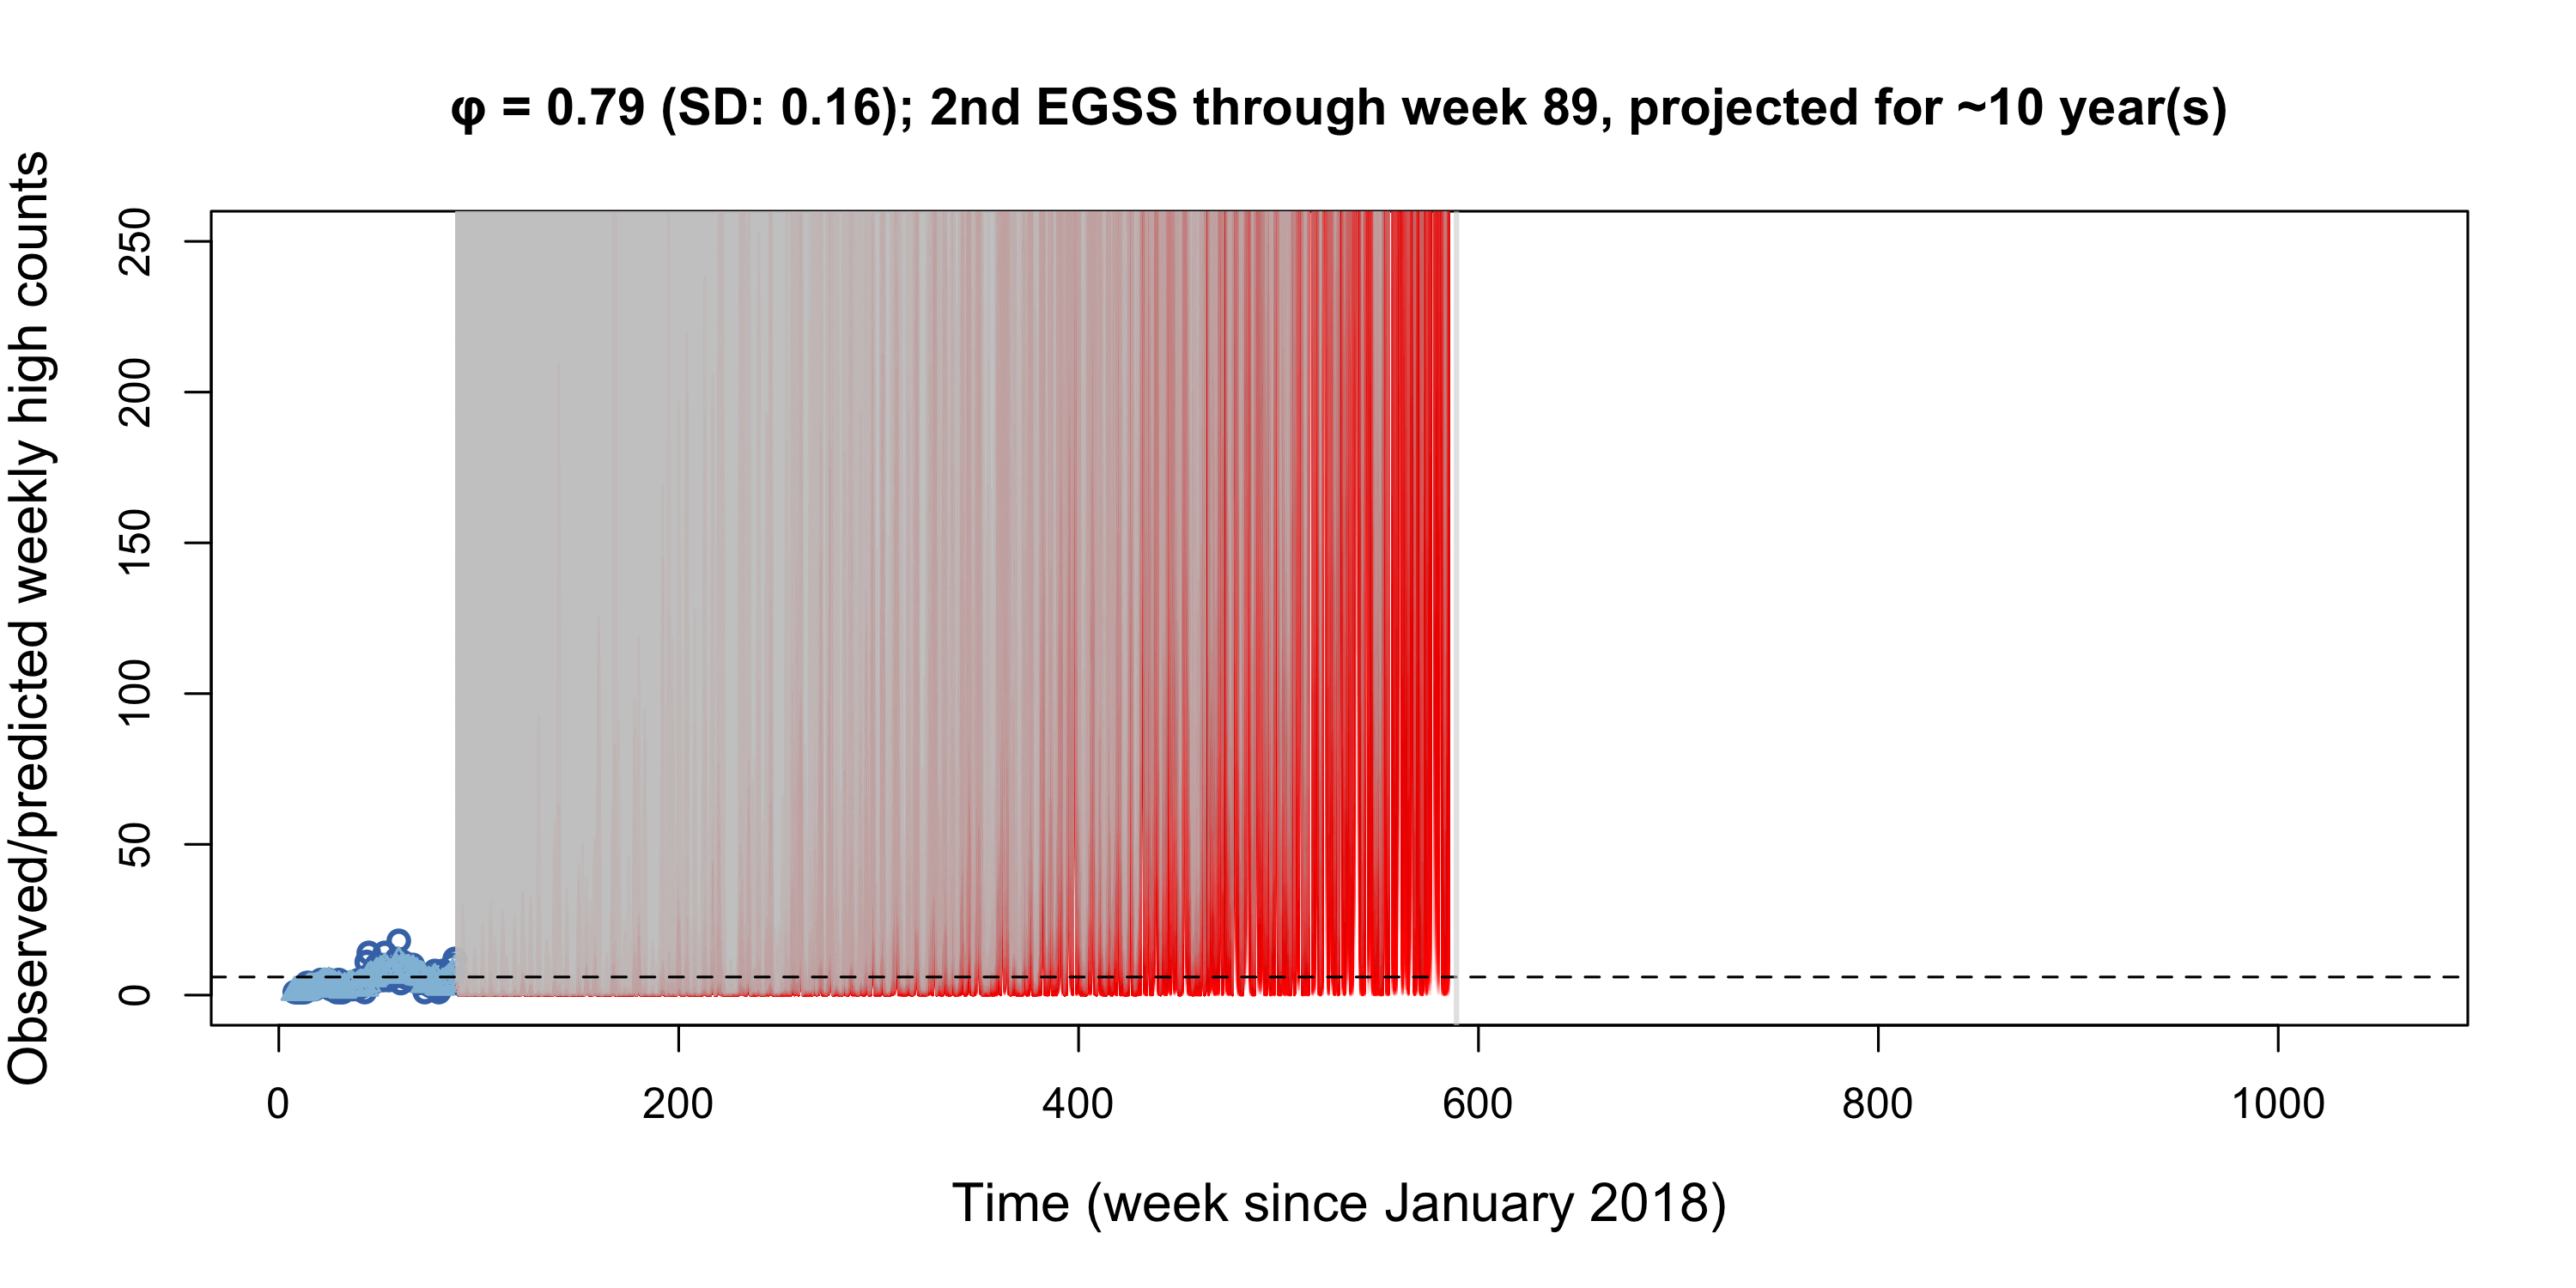 φ = 0.79 (SD: 0.16); 2nd EGSS through week 89, projected for ~10 year(s)
Observed/predicted weekly high counts
250
200
150
100
50
0
0 200 400 600 800 1000
Time (week since January 2018)